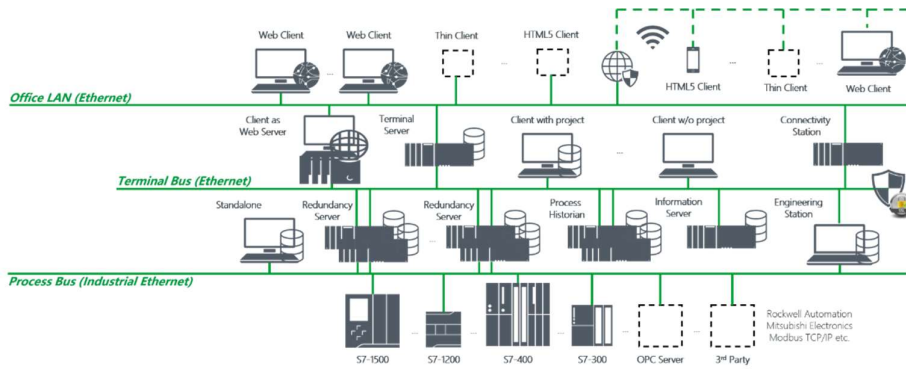 Web Client
Web Client
Thin Client
HTML5 Client
...
...
HTML5 Client
...
Thin Client
Web Client
Office LAN (Ethernet)
Client as
Web Server
Terminal
Server
Client with project
...
Client w/o project
Connectivity
Station
Terminal Bus (Ethernet)
Standalone
Redundancy
Server
...
Redundancy
Server
Process
Historian
Information
Server
Engineering
Station
Process Bus (Industrial Ethernet)
...
...
...
...
...
S7-1500
S7-1200
S7-400
S7-300
OPC Server
3rd Party
Rockwell Automation
Mitsubishi Electronics
Modbus TCP/IP etc.